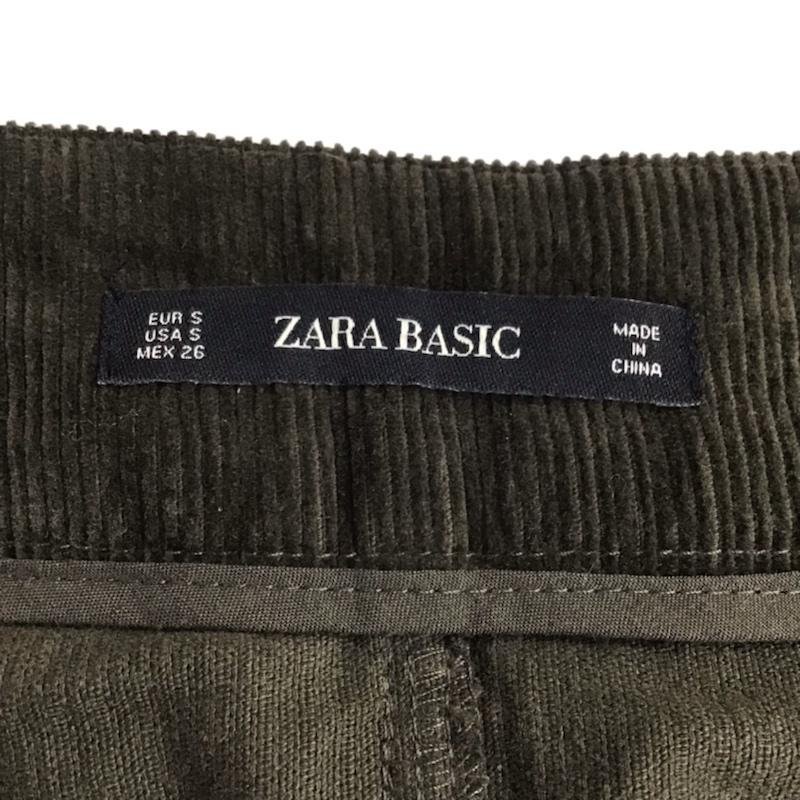 EUR S
USA S
MEX 26
ZARA BASIC
MADE
IN
CHINA